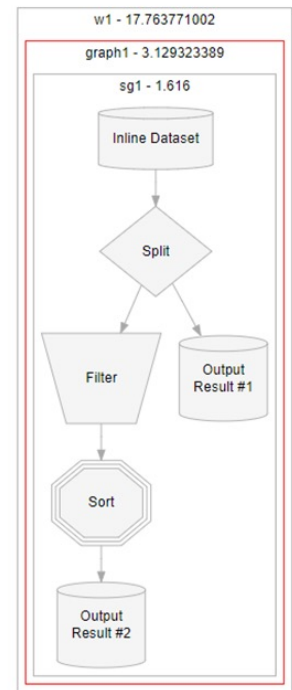 w1 - 17.763771002
graph1 - 3.129323389
sg1 - 1.616
Inline Dataset
Split
Filter
Output
Result #1
Sort
Output
Result #2